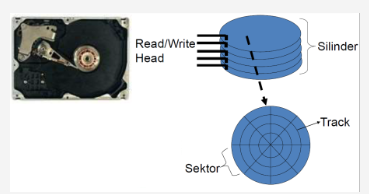 Read/Write
Head
Silinder
Track
Sektor